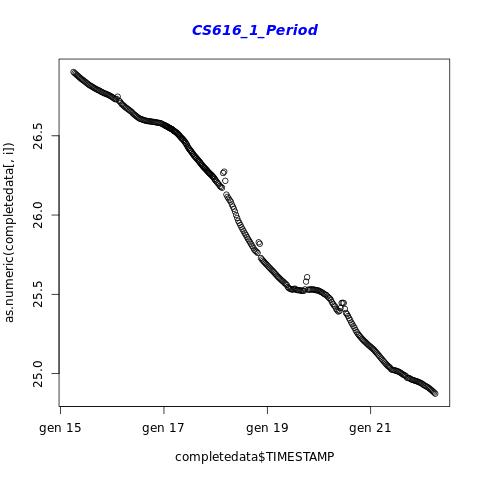 CS616_1_Period
as.numeric(completedata[, i])
26.5
26.0
25.5
25.0
gen 15
gen 17
gen 19
gen 21
completedata$TIMESTAMP